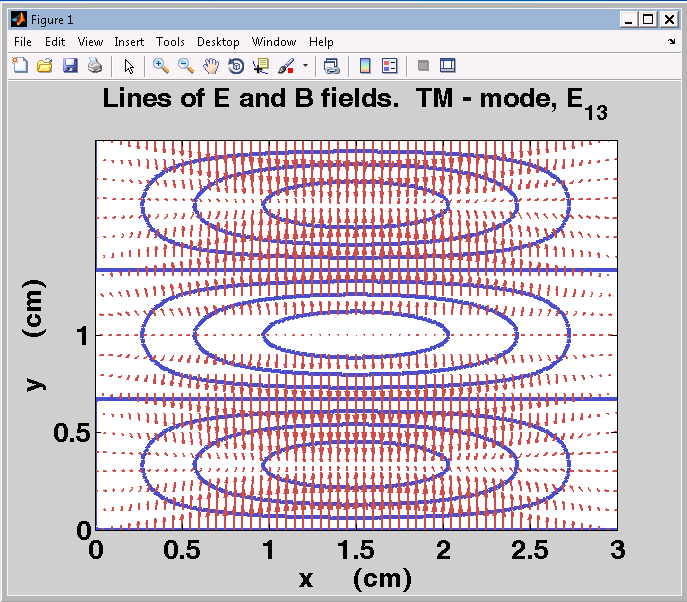 Figure 1
File Edit View Insert Tools Desktop Window Help
Lines of E and B fields. TM - mode, E13
y (cm)
1
0.5
0
0 0.5 1 1.5 2 2.5 3
x (cm)